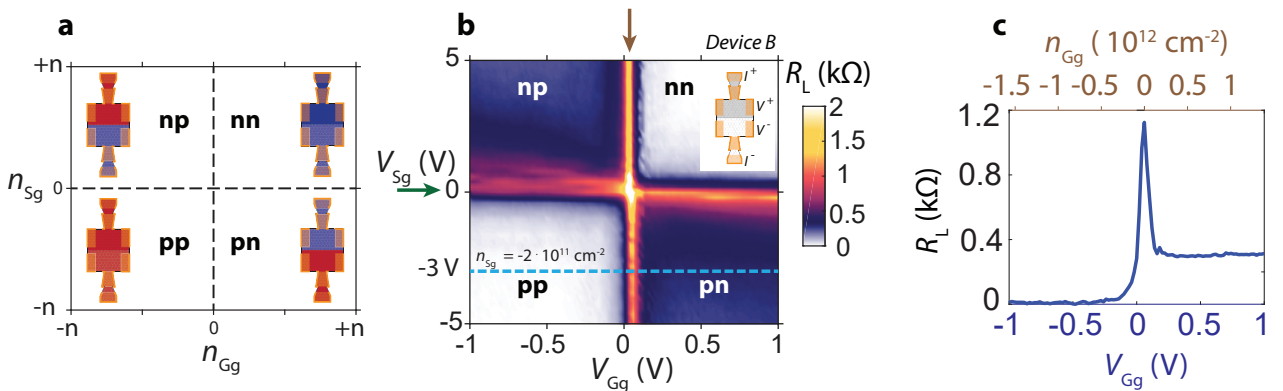 a
+n
n_Sg
0
-n
np
nn
pp
pn
-n
0
+n
n_Gg
b
Device B
5
V_Sg (V)
0
-3 V
-5
np
nn
I+
V+
V-
I-
n_Sg = -2 · 10^11 cm^-2
pp
pn
-1
-0.5
0
0.5
1
V_Gg (V)
R_L (kΩ)
2
1.5
1
0.5
0
c
n_Gg ( 10^12 cm^-2)
-1.5
-1
-0.5
0
0.5
1
1.2
0.8
0.4
0
R_L (kΩ)
-1
-0.5
0
0.5
1
V_Gg (V)